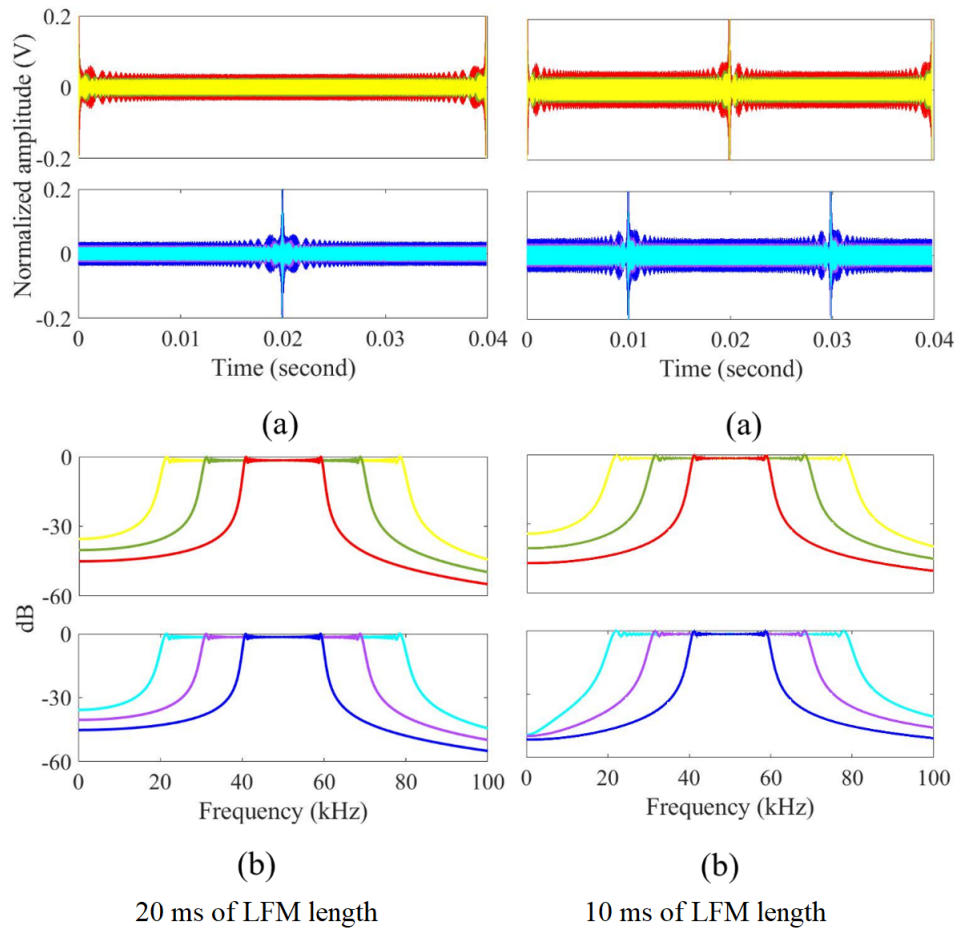 Normalized amplitude (V)
0.2
0
-0.2
0.2
0
-0.2
0 0.01 0.02 0.03 0.04
Time (second)
0 0.01 0.02 0.03 0.04
Time (second)
(a)
(a)
dB
0
-30
-60
0
-30
-60
0 20 40 60 80 100
Frequency (kHz)
0 20 40 60 80 100
Frequency (kHz)
(b)
(b)
20 ms of LFM length
10 ms of LFM length